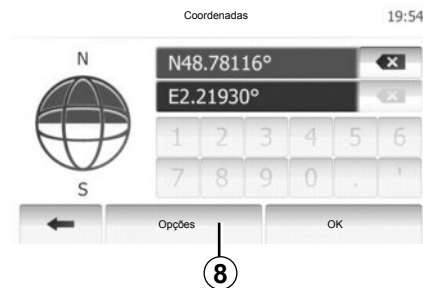 Coordenadas 19:54
N
N48.78116°
E2.21930°
1 2 3 4 5 6
7 8 9 0 . '
S
Opções OK
8